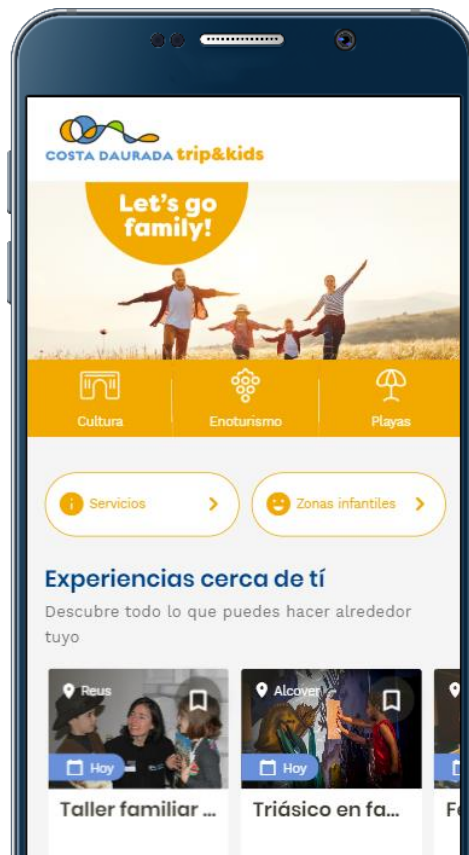 COSTA DAURADA trip&kids
Let's go
family!
Cultura
Enoturismo
Playas
Servicios
Zonas infantiles
Experiencias cerca de tí
Descubre todo lo que puedes hacer alrededor
tuyo
Reus
Alcover
Hoy
Hoy
Taller familiar ...
Triásico en fa...